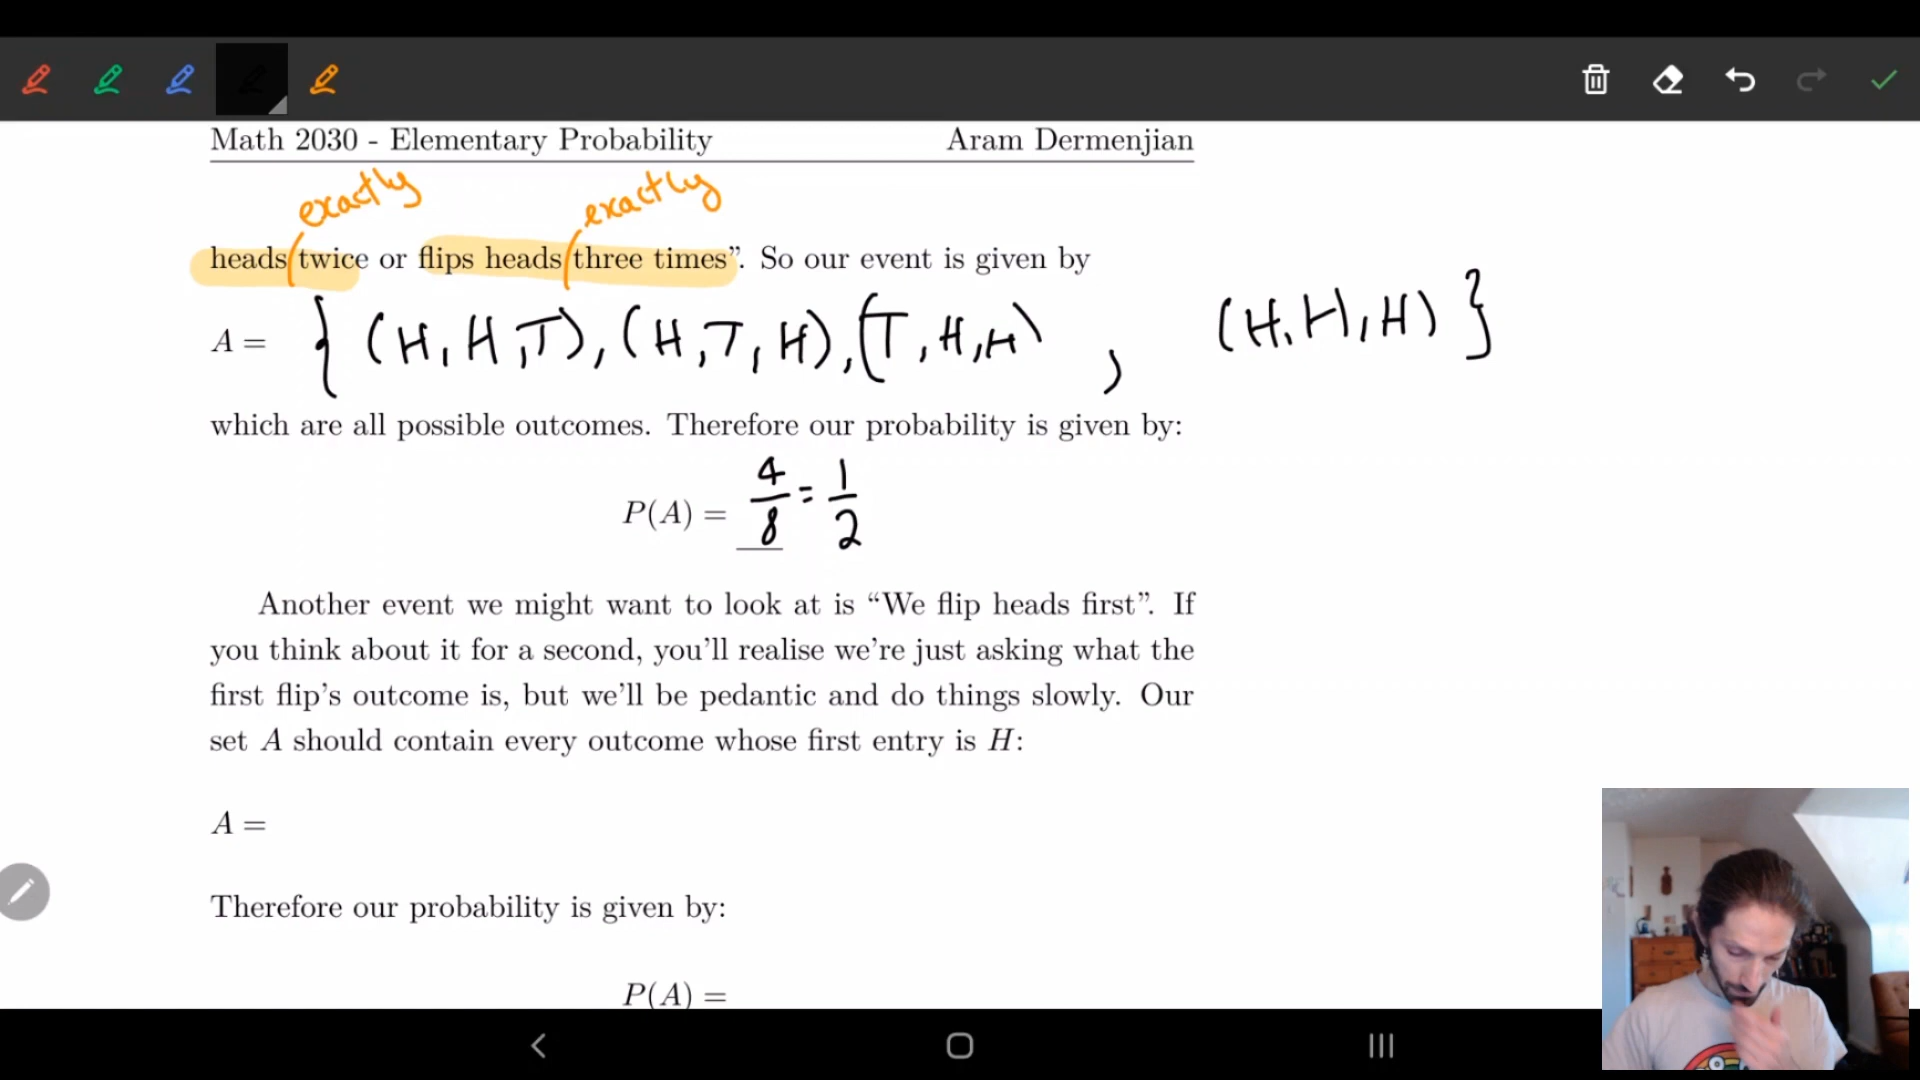 Math 2030 - Elementary Probability Aram Dermenjian
exactly exactly
heads twice or flips heads three times”. So our event is given by
A = { (H, H, T), (H, T, H), (T, H, H) , (H, H, H) }
which are all possible outcomes. Therefore our probability is given by:
P(A) = 4/8 = 1/2
Another event we might want to look at is “We flip heads first”. If
you think about it for a second, you’ll realise we’re just asking what the
first flip’s outcome is, but we’ll be pedantic and do things slowly. Our
set A should contain every outcome whose first entry is H:
A =
Therefore our probability is given by:
P(A) =